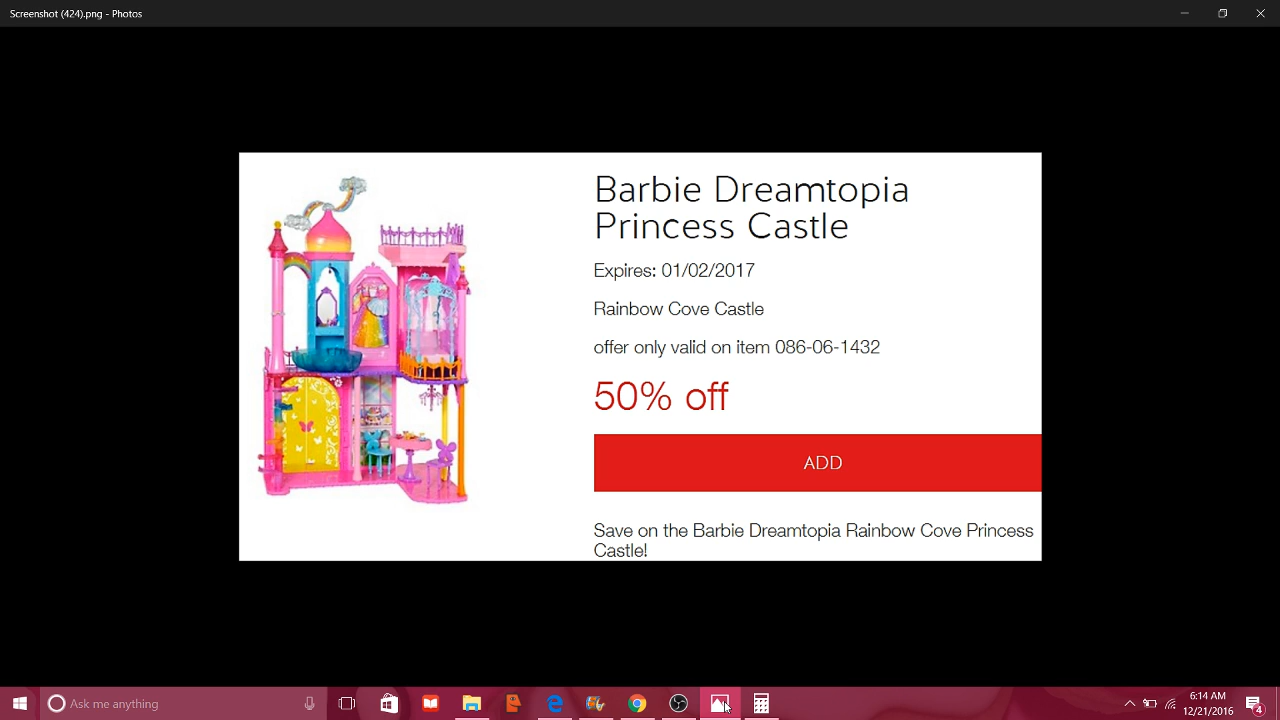 Screenshot (424).png - Photos
Barbie Dreamtopia
Princess Castle
Expires: 01/02/2017
Rainbow Cove Castle
offer only valid on item 086-06-1432
50% off
ADD
Save on the Barbie Dreamtopia Rainbow Cove Princess
Castle!
Ask me anything
6:14 AM
12/21/2016
4